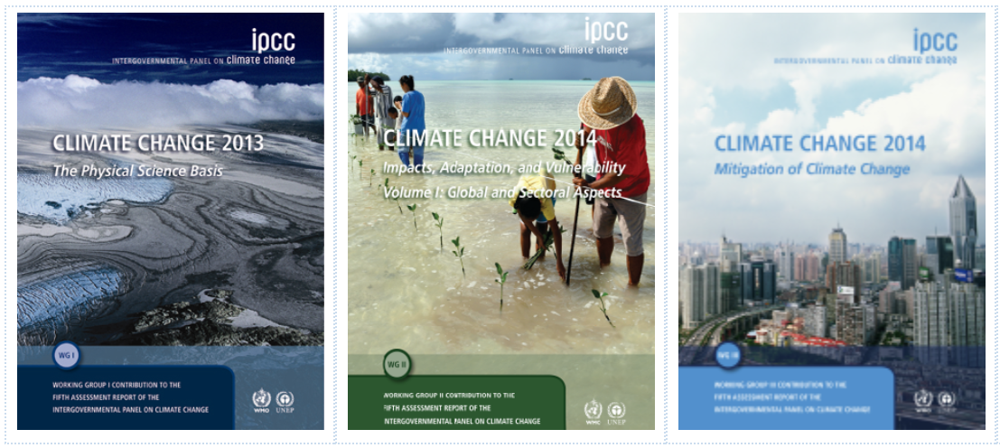 ipcc
INTERGOVERNMENTAL PANEL ON climate change
CLIMATE CHANGE 2013
The Physical Science Basis
WG I
WORKING GROUP I CONTRIBUTION TO THE
FIFTH ASSESSMENT REPORT OF THE
INTERGOVERNMENTAL PANEL ON CLIMATE CHANGE
WMO
UNEP
ipcc
INTERGOVERNMENTAL PANEL ON climate change
CLIMATE CHANGE 2014
Impacts, Adaptation, and Vulnerability
Volume I: Global and Sectoral Aspects
WG II
WORKING GROUP II CONTRIBUTION TO THE
FIFTH ASSESSMENT REPORT OF THE
INTERGOVERNMENTAL PANEL ON CLIMATE CHANGE
WMO
UNEP
ipcc
INTERGOVERNMENTAL PANEL ON climate change
CLIMATE CHANGE 2014
Mitigation of Climate Change
WG III
WORKING GROUP III CONTRIBUTION TO THE
FIFTH ASSESSMENT REPORT OF THE
INTERGOVERNMENTAL PANEL ON CLIMATE CHANGE
WMO
UNEP